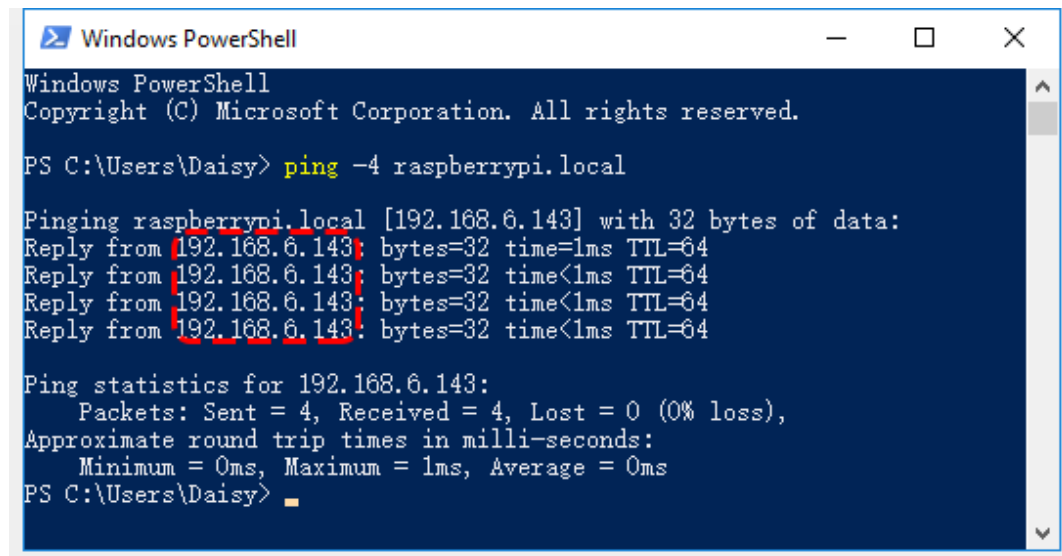 Windows PowerShell
Windows PowerShell
Copyright (C) Microsoft Corporation. All rights reserved.
PS C:\Users\Daisy> ping -4 raspberrypi.local
Pinging raspberrypi.local [192.168.6.143] with 32 bytes of data:
Reply from 192.168.6.143: bytes=32 time=1ms TTL=64
Reply from 192.168.6.143: bytes=32 time<1ms TTL=64
Reply from 192.168.6.143: bytes=32 time<1ms TTL=64
Reply from 192.168.6.143: bytes=32 time<1ms TTL=64
Ping statistics for 192.168.6.143:
    Packets: Sent = 4, Received = 4, Lost = 0 (0% loss),
Approximate round trip times in milli-seconds:
    Minimum = 0ms, Maximum = 1ms, Average = 0ms
PS C:\Users\Daisy>